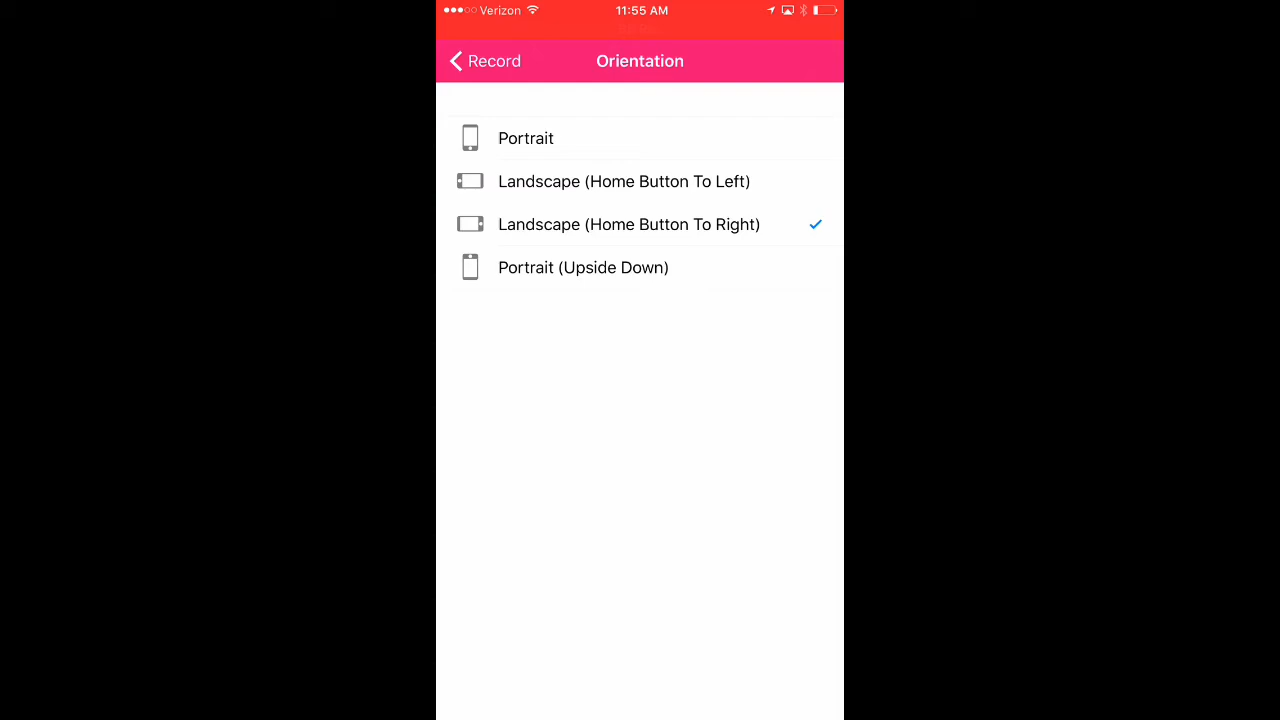 Verizon 11:55 AM
Record Orientation
Portrait
Landscape (Home Button To Left)
Landscape (Home Button To Right)
Portrait (Upside Down)